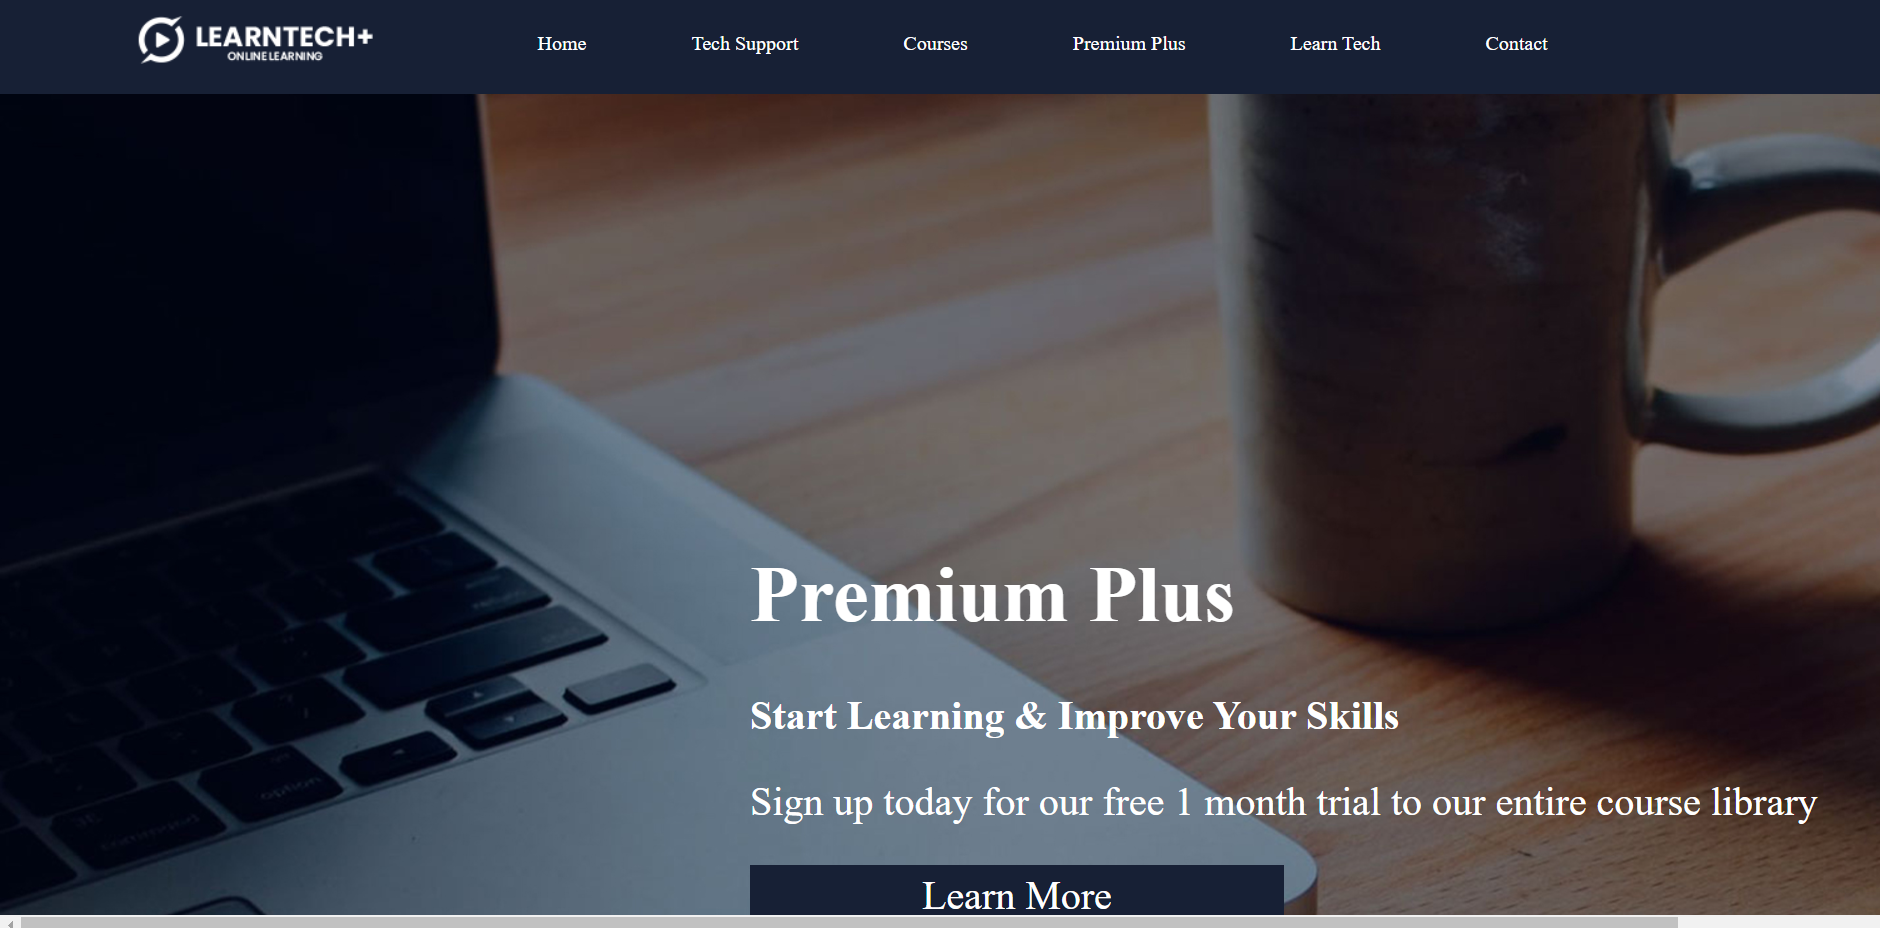 LEARNTECH+
ONLINE LEARNING
Home
Tech Support
Courses
Premium Plus
Learn Tech
Contact
Premium Plus
Start Learning & Improve Your Skills
Sign up today for our free 1 month trial to our entire course library
Learn More